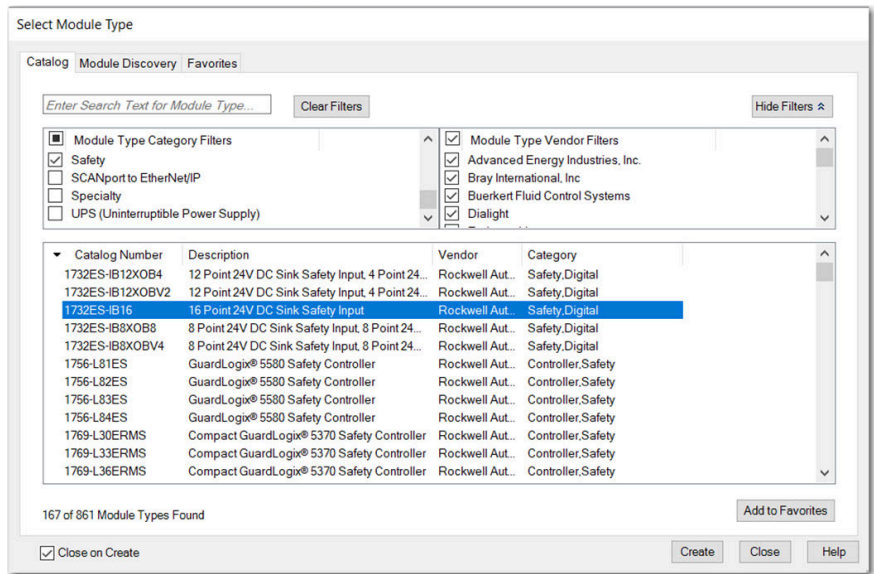 Select Module Type
Catalog Module Discovery Favorites
Enter Search Text for Module Type... Clear Filters Hide Filters
Module Type Category Filters Module Type Vendor Filters
Safety Advanced Energy Industries, Inc.
SCANport to EtherNet/IP Bray International, Inc
Specialty Buerkert Fluid Control Systems
UPS (Uninterruptible Power Supply) Dialight
Catalog Number Description Vendor Category
1732ES-IB12XOB4 12 Point 24V DC Sink Safety Input, 4 Point 24... Rockwell Aut... Safety,Digital
1732ES-IB12XOBV2 12 Point 24V DC Sink Safety Input, 4 Point 24... Rockwell Aut... Safety,Digital
1732ES-IB16 16 Point 24V DC Sink Safety Input Rockwell Aut... Safety,Digital
1732ES-IB8XOB8 8 Point 24V DC Sink Safety Input, 8 Point 24... Rockwell Aut... Safety,Digital
1732ES-IB8XOBV4 8 Point 24V DC Sink Safety Input, 8 Point 24... Rockwell Aut... Safety,Digital
1756-L81ES GuardLogix® 5580 Safety Controller Rockwell Aut... Controller,Safety
1756-L82ES GuardLogix® 5580 Safety Controller Rockwell Aut... Controller,Safety
1756-L83ES GuardLogix® 5580 Safety Controller Rockwell Aut... Controller,Safety
1756-L84ES GuardLogix® 5580 Safety Controller Rockwell Aut... Controller,Safety
1769-L30ERMS Compact GuardLogix® 5370 Safety Controller Rockwell Aut... Controller,Safety
1769-L33ERMS Compact GuardLogix® 5370 Safety Controller Rockwell Aut... Controller,Safety
1769-L36ERMS Compact GuardLogix® 5370 Safety Controller Rockwell Aut... Controller,Safety
167 of 861 Module Types Found Add to Favorites
Close on Create Create Close Help